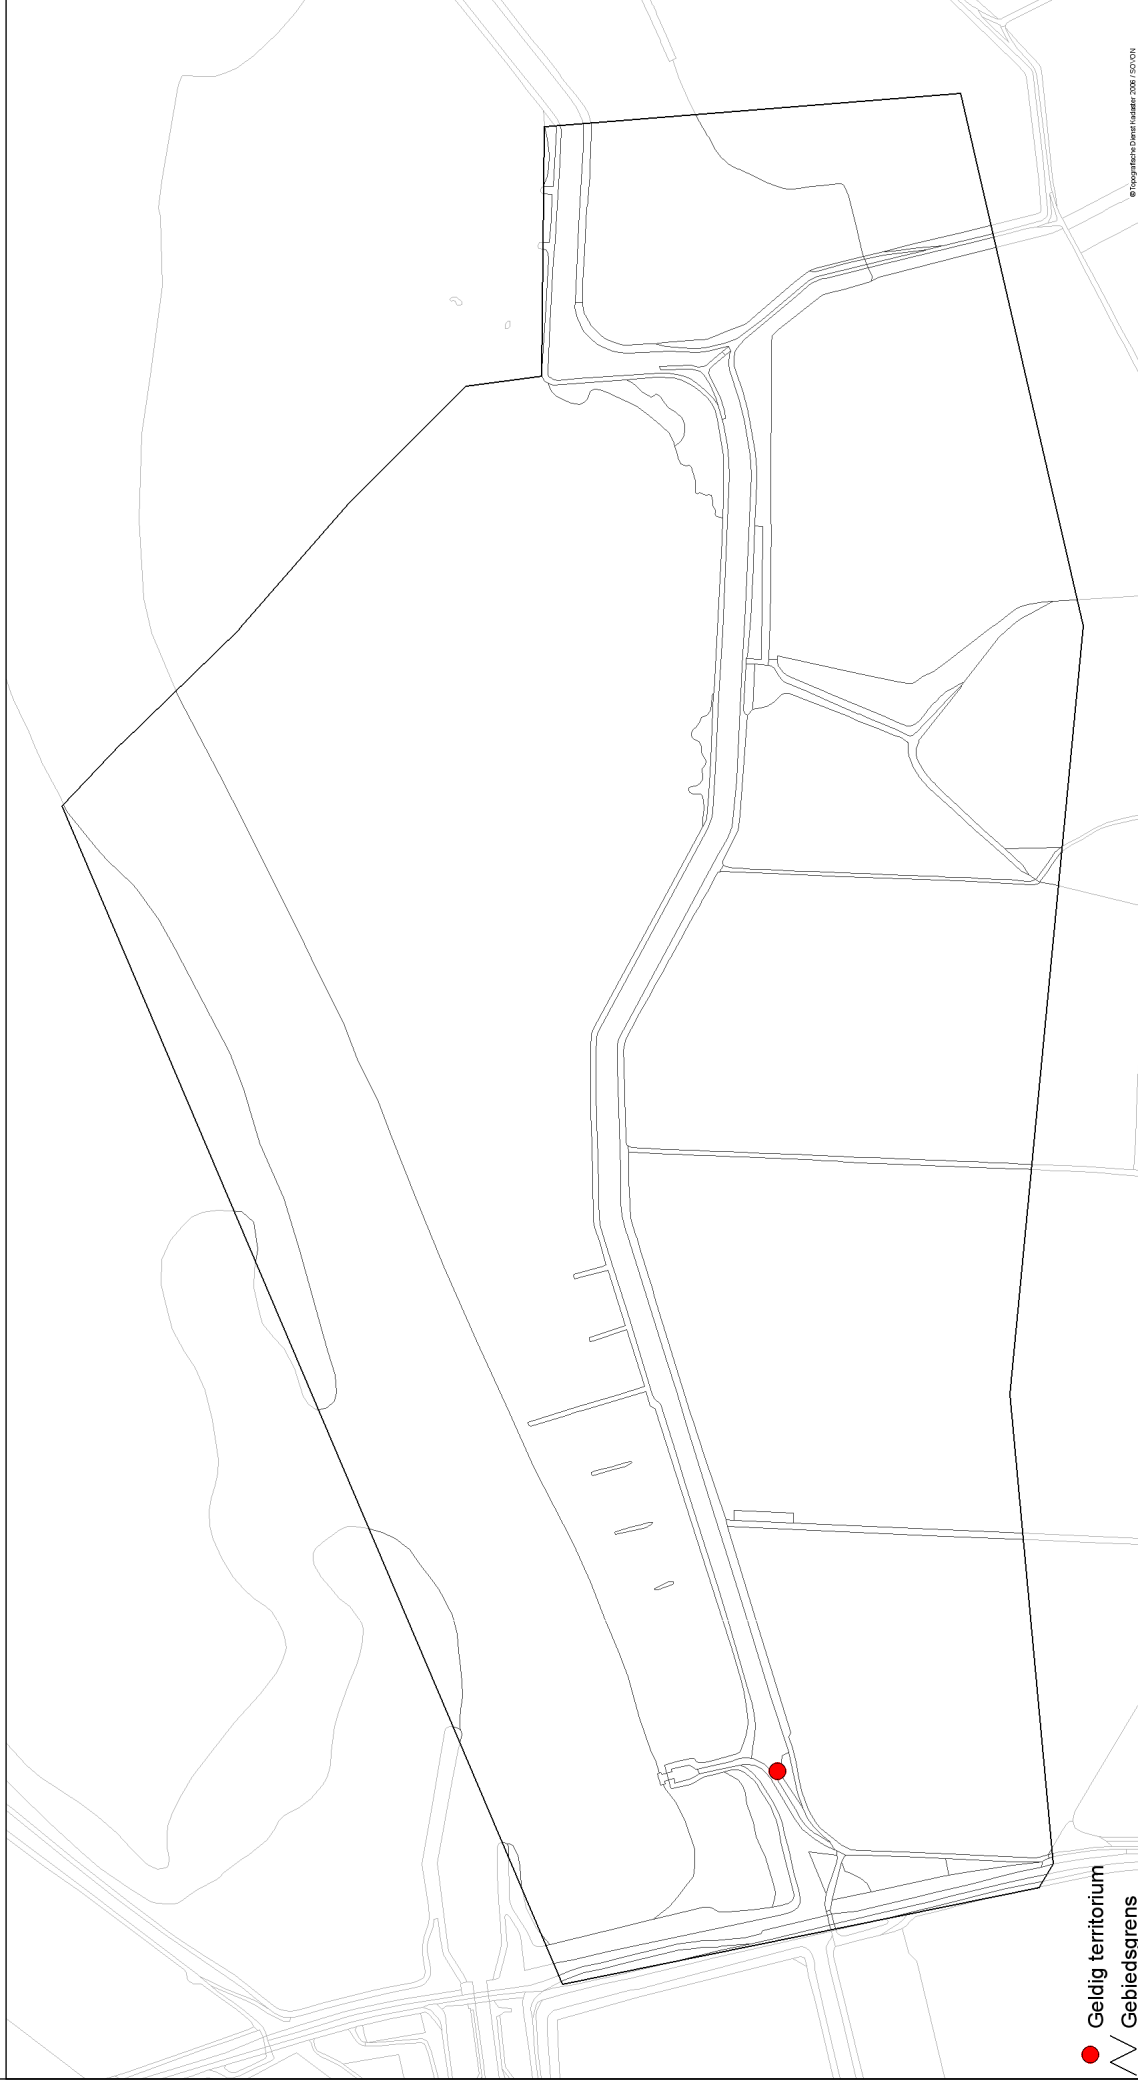 © Topografische Dienst Kadaster 2006 / SOVON
Geldig territorium
Gebiedsgrens